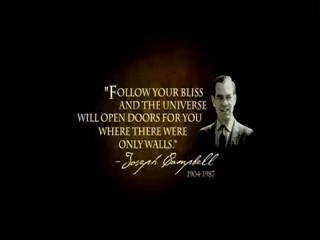 "FOLLOW YOUR BLISS
AND THE UNIVERSE
WILL OPEN DOORS FOR YOU
WHERE THERE WERE
ONLY WALLS."
- Joseph Campbell
1904-1987